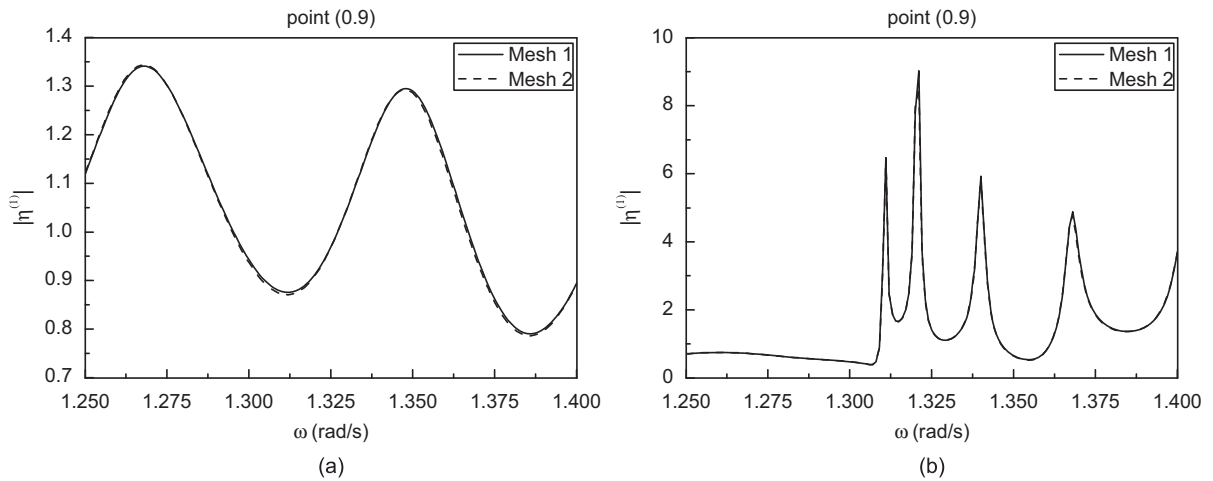 point (0.9)
1.4
1.3
1.2
1.1
1.0
0.9
0.8
0.7
|η⁽¹⁾|
Mesh 1
Mesh 2
1.250 1.275 1.300 1.325 1.350 1.375 1.400
ω (rad/s)
(a)
point (0.9)
10
8
6
4
2
0
|η⁽¹⁾|
Mesh 1
Mesh 2
1.250 1.275 1.300 1.325 1.350 1.375 1.400
ω (rad/s)
(b)